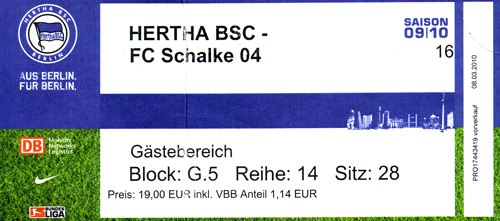 HERTHA BSC
BERLIN
AUS BERLIN.
FÜR BERLIN.
DB
Mobility
Networks
Logistics
BUNDES
LIGA
HERTHA BSC -
FC Schalke 04
SAISON
09|10
16
Gästebereich
Block: G.5 Reihe: 14 Sitz: 28
Preis: 19,00 EUR inkl. VBB Anteil 1,14 EUR
PRO17443419-vorverkauf
08.03.2010